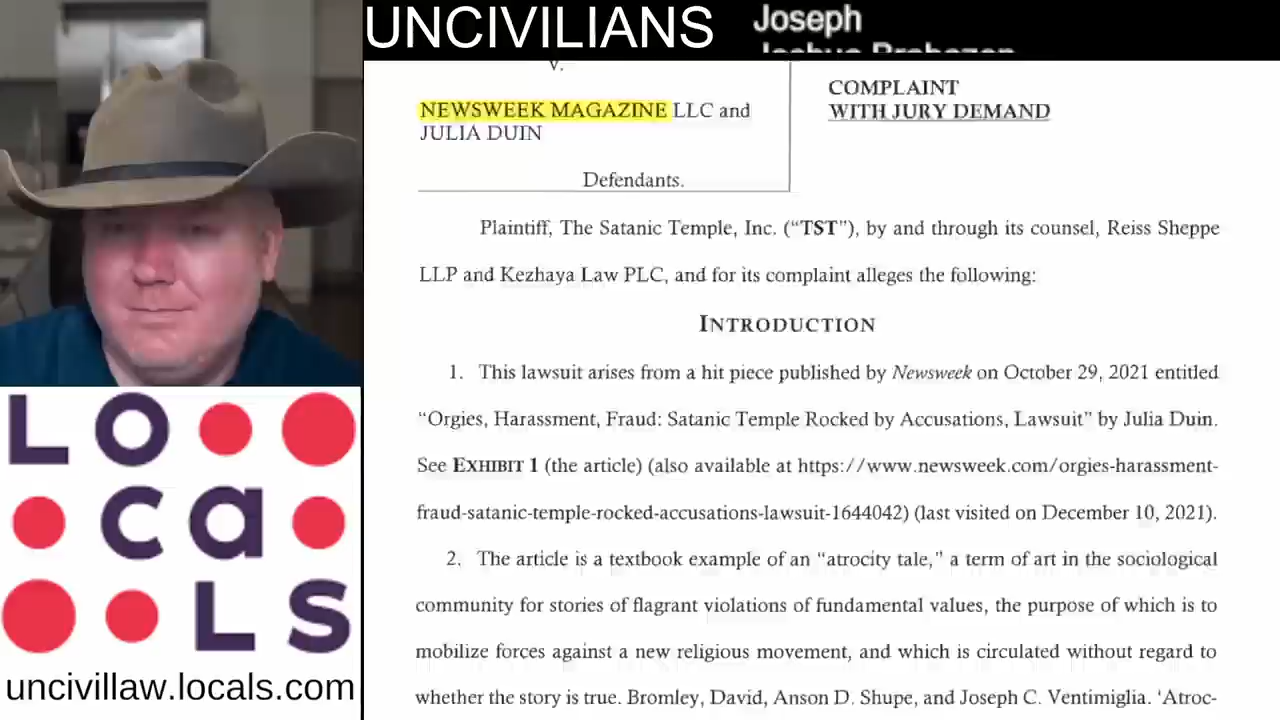 UNCIVILIANS
Joseph
Joshua Brabazen
v.
NEWSWEEK MAGAZINE LLC and
JULIA DUIN
Defendants.
COMPLAINT
WITH JURY DEMAND
Plaintiff, The Satanic Temple, Inc. (“TST”), by and through its counsel, Reiss Sheppe
LLP and Kezhaya Law PLC, and for its complaint alleges the following:
INTRODUCTION
1. This lawsuit arises from a hit piece published by Newsweek on October 29, 2021 entitled
“Orgies, Harassment, Fraud: Satanic Temple Rocked by Accusations, Lawsuit” by Julia Duin.
See EXHIBIT 1 (the article) (also available at https://www.newsweek.com/orgies-harassment-
fraud-satanic-temple-rocked-accusations-lawsuit-1644042) (last visited on December 10, 2021).
2. The article is a textbook example of an “atrocity tale,” a term of art in the sociological
community for stories of flagrant violations of fundamental values, the purpose of which is to
mobilize forces against a new religious movement, and which is circulated without regard to
whether the story is true. Bromley, David, Anson D. Shupe, and Joseph C. Ventimiglia. ‘Atroc-
LO
ca
LS
uncivillaw.locals.com